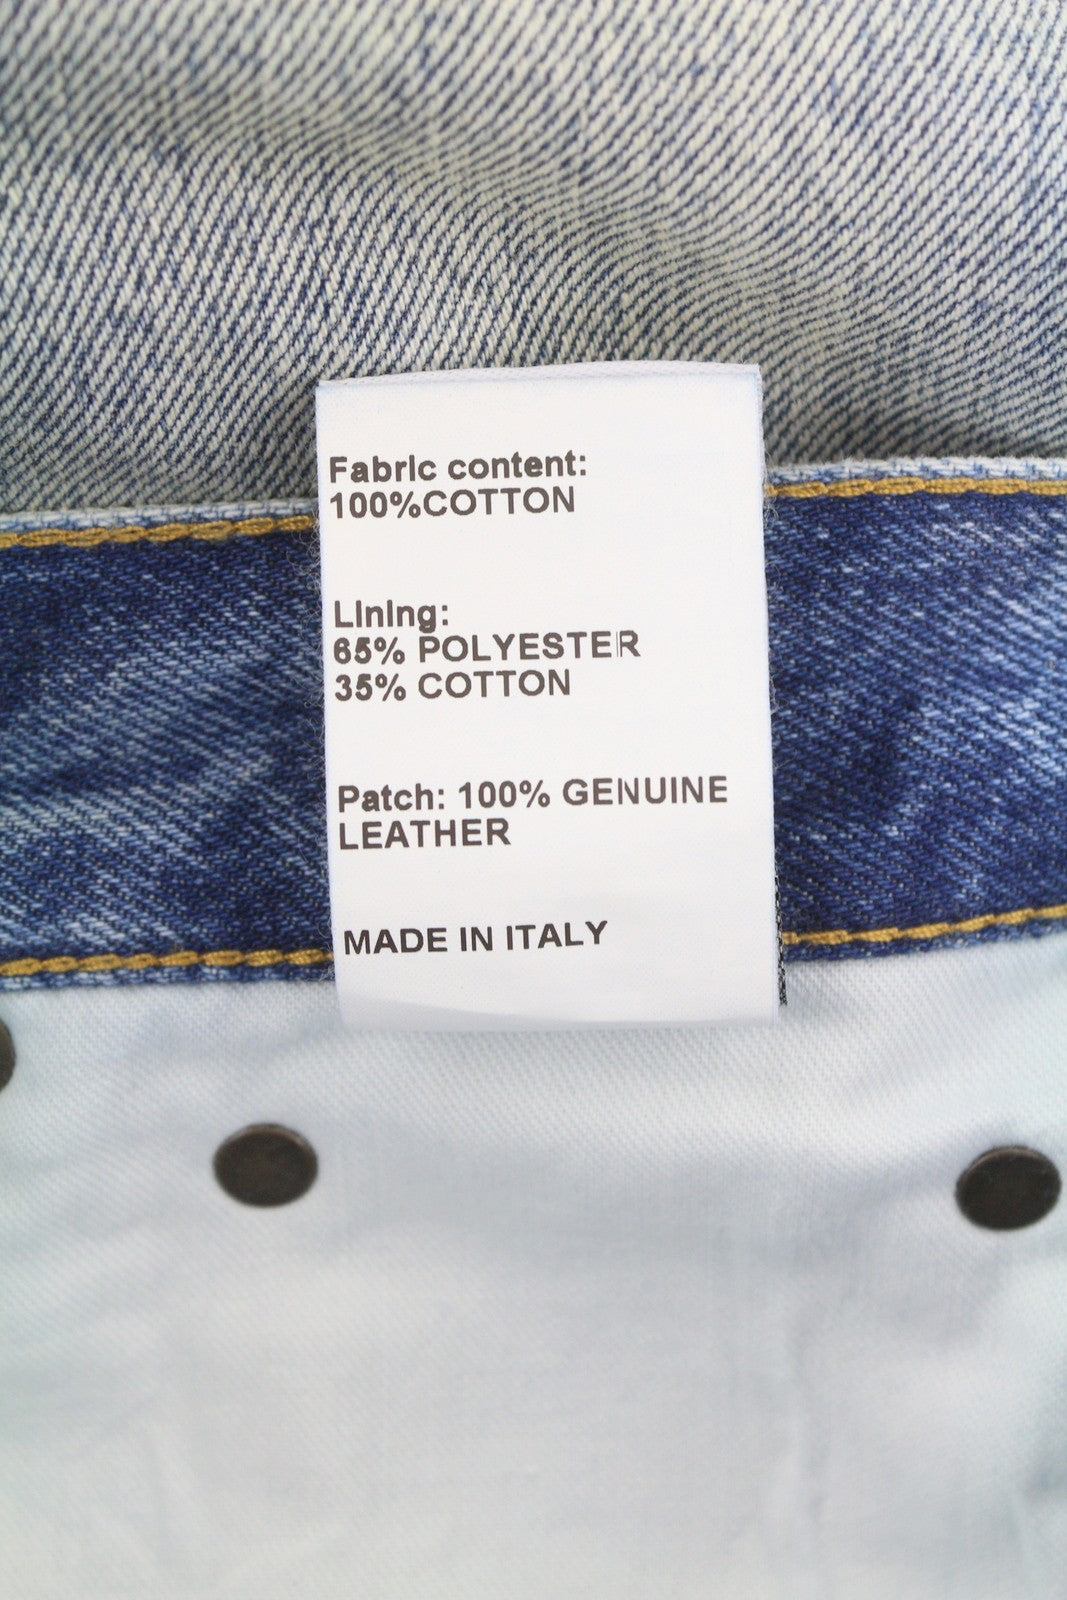 Fabric content:
100%COTTON
Lining:
65% POLYESTER
35% COTTON
Patch: 100% GENUINE
LEATHER
MADE IN ITALY